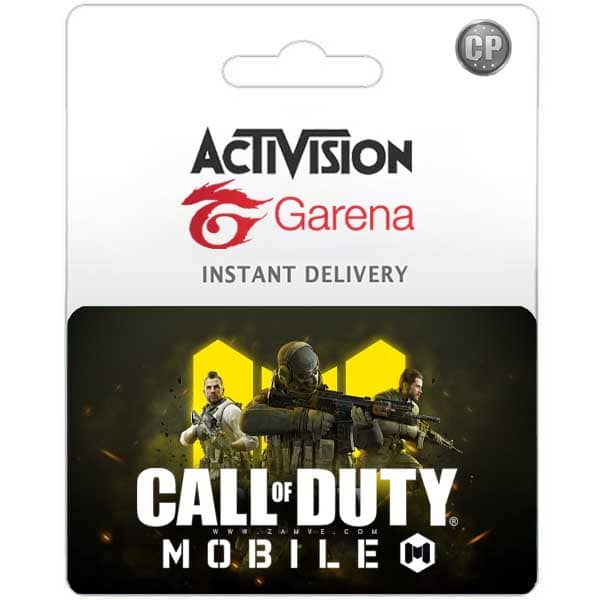 CP
ACTIVISION
Garena
INSTANT DELIVERY
CALL OF DUTY®
WWW.ZAMVE.COM
MOBILE